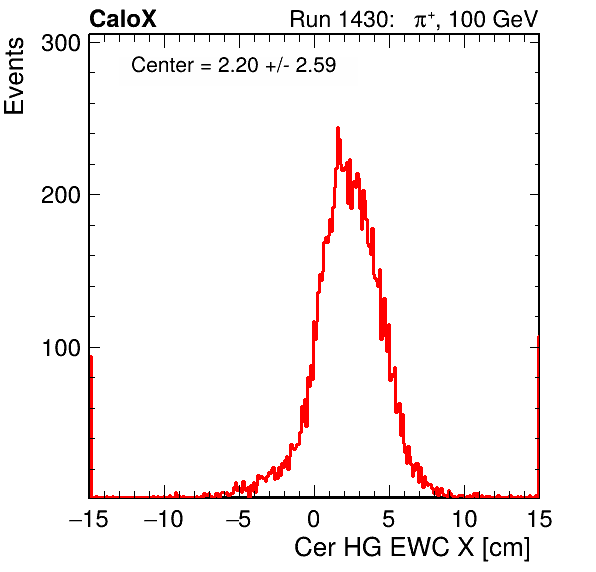 CaloX Run 1430: π+, 100 GeV
Center = 2.20 +/- 2.59
Events
300
200
100
−15 −10 −5 0 5 10 15
Cer HG EWC X [cm]